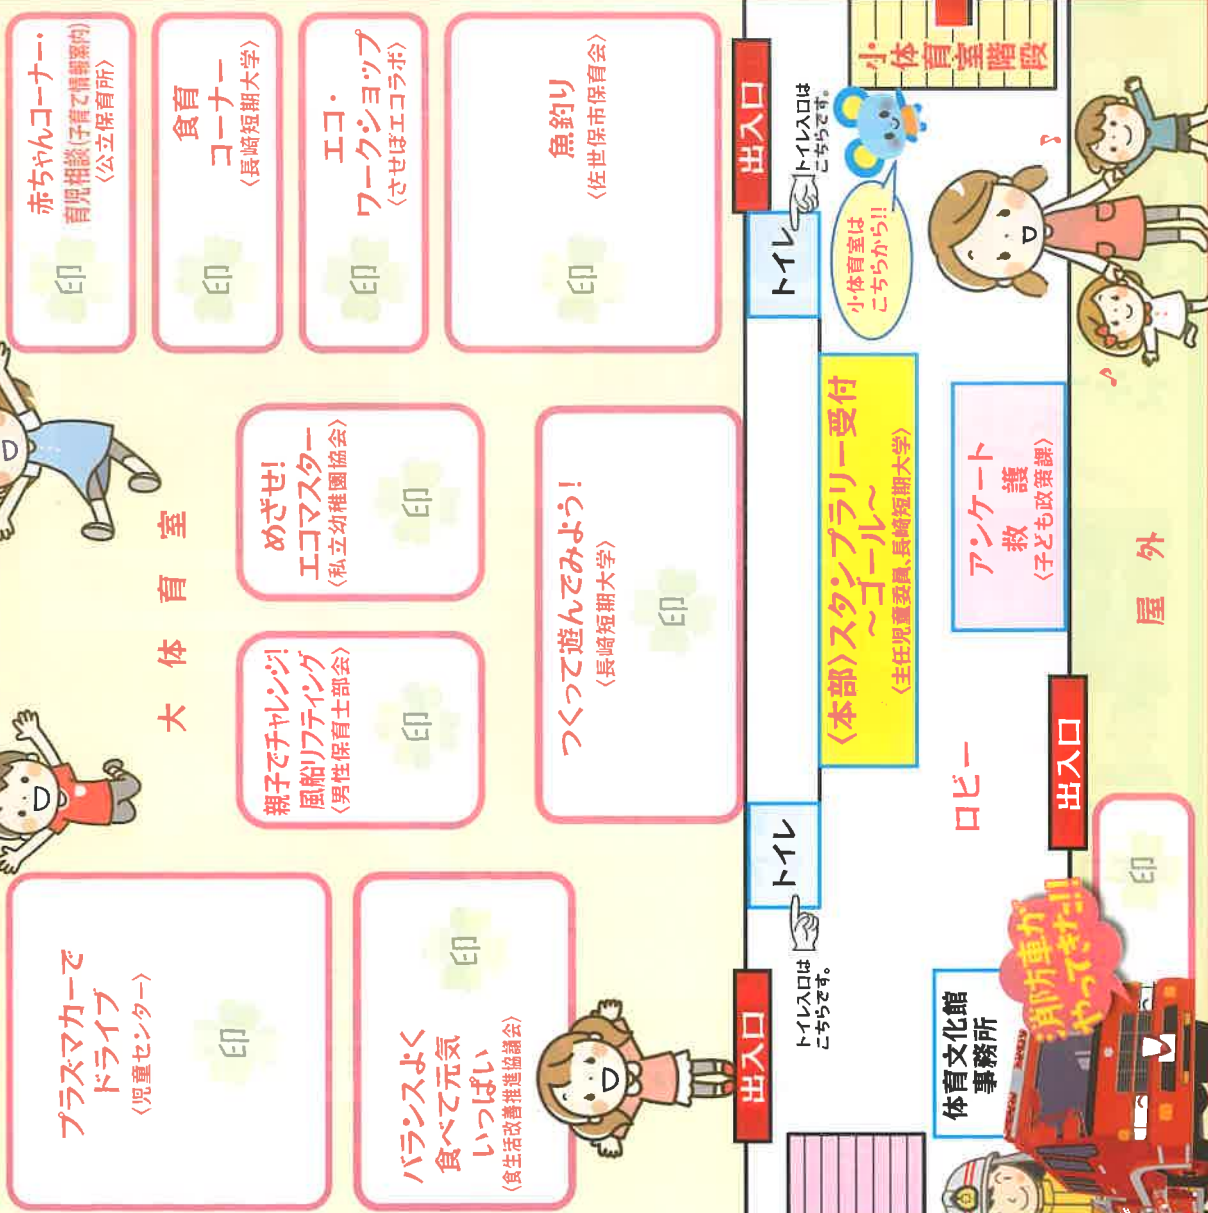 赤ちゃんコーナー・
育児相談(子育て情報案内)
〈公立保育所〉
印
食育
コーナー
〈長崎短期大学〉
印
エコ・
ワークショップ
〈させぼエコラボ〉
印
魚釣り
〈佐世保市保育会〉
印
大体育室
めざせ!
エコマスター
〈私立幼稚園協会〉
印
親子でチャレンジ!
風船リフティング
〈男性保育士部会〉
印
つくって遊んでみよう!
〈長崎短期大学〉
印
プラズマカーで
ドライブ
〈児童センター〉
印
バランスよく
食べて元気
いっぱい
〈食生活改善推進協議会〉
印
出入口
トイレ
トイレ入口は
こちらです。
小体育室階段
小体育室は
こちらから!!
〈本部〉スタンプラリー受付
～ゴール～
〈主任児童委員、長崎短期大学〉
アンケート
救護
〈子ども政策課〉
トイレ
トイレ入口は
こちらです。
出入口
ロビー
出入口
屋外
印
体育文化館
事務所
消防車が
やってきた!!